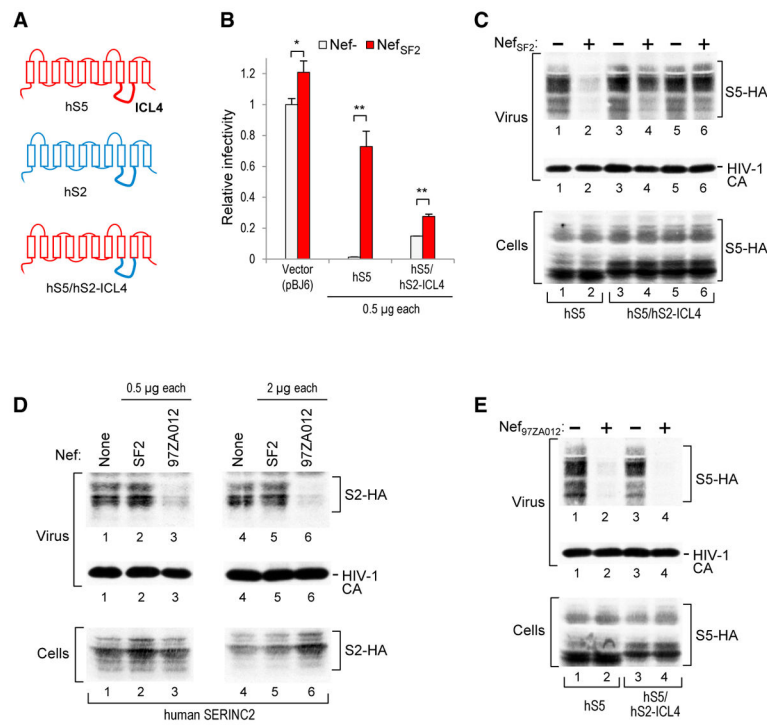 A
hS5
ICL4
hS2
hS5/hS2-ICL4
B
Nef-
NefSF2
Relative infectivity
1.4
1.2
1
0.8
0.6
0.4
0.2
0
*
**
**
Vector
(pBJ6)
hS5
hS5/
hS2-ICL4
0.5 µg each
C
NefSF2: – + – + – +
Virus
S5-HA
1 2 3 4 5 6
HIV-1
CA
1 2 3 4 5 6
Cells
S5-HA
1 2 3 4 5 6
hS5 hS5/hS2-ICL4
D
0.5 µg each 2 µg each
Nef: None SF2 97ZA012 None SF2 97ZA012
Virus
S2-HA
1 2 3 4 5 6
HIV-1
CA
1 2 3 4 5 6
Cells
S2-HA
1 2 3 4 5 6
human SERINC2
E
Nef97ZA012: – + – +
Virus
S5-HA
1 2 3 4
HIV-1
CA
1 2 3 4
Cells
S5-HA
1 2 3 4
hS5 hS5/
hS2-ICL4